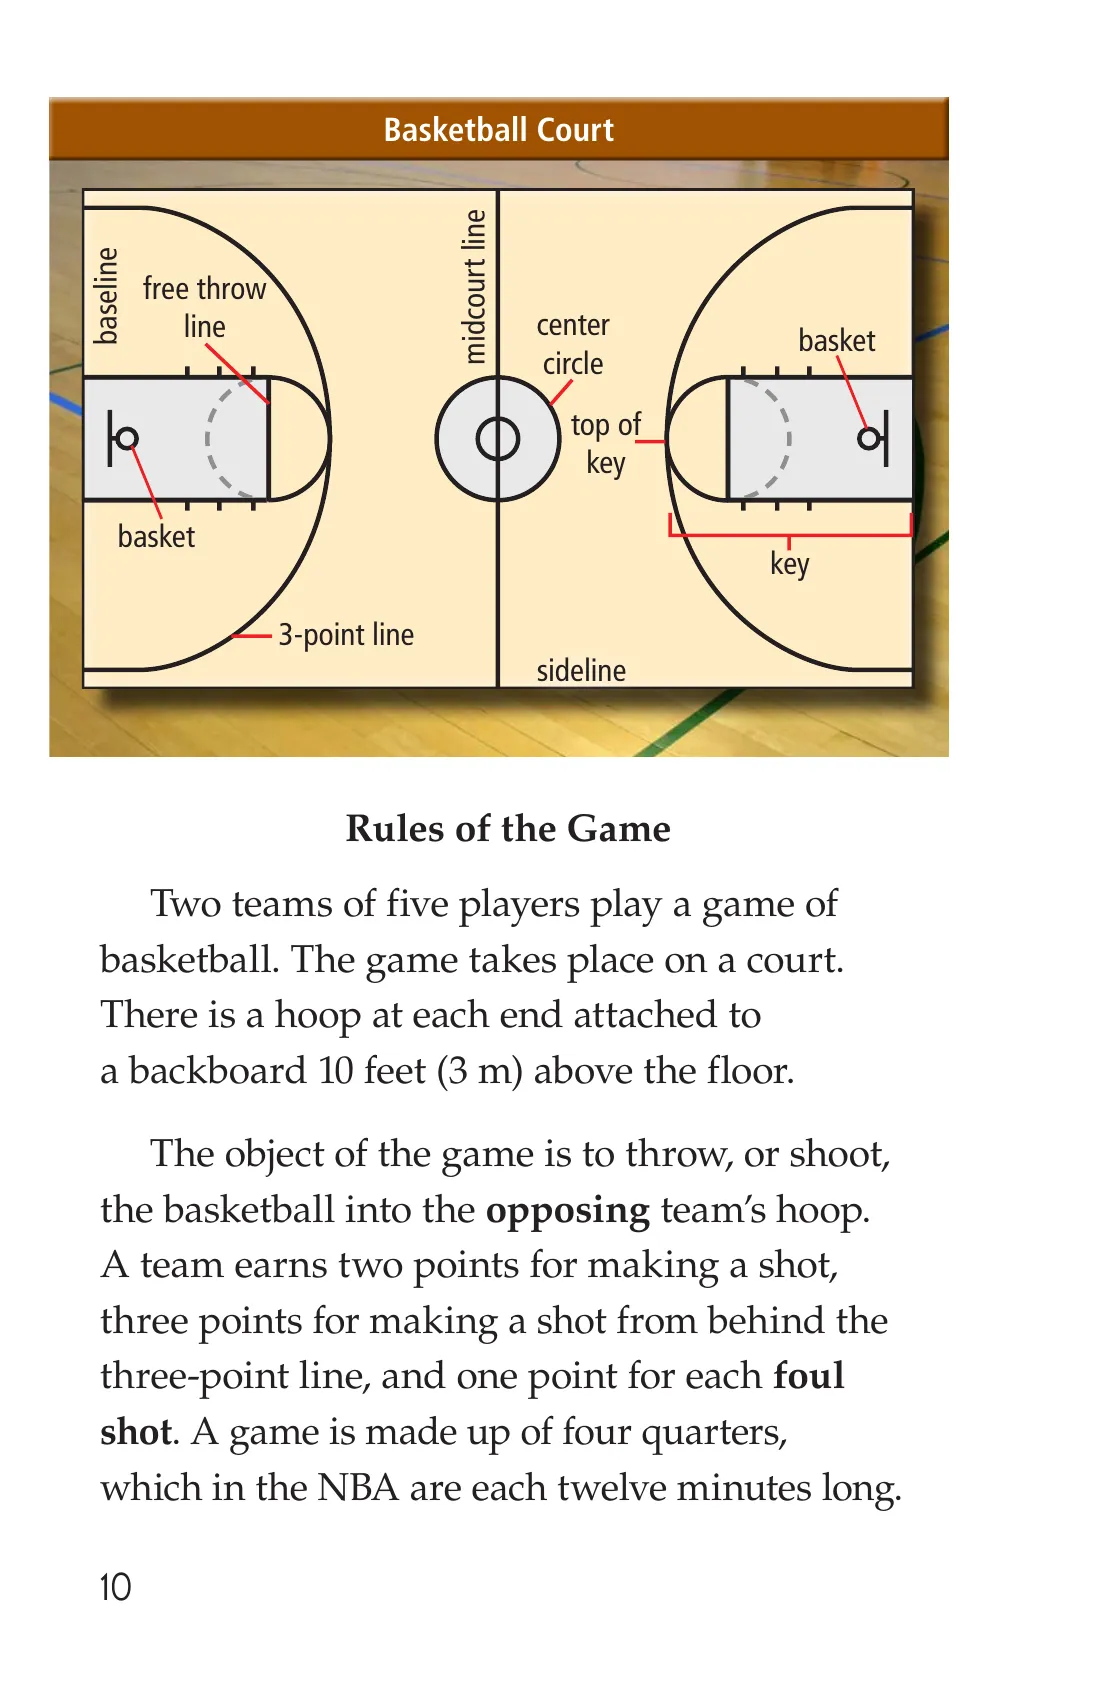 Basketball Court
baseline
free throw
line
midcourt line
center
circle
basket
top of
key
basket
key
3-point line
sideline
Rules of the Game
Two teams of five players play a game of
basketball. The game takes place on a court.
There is a hoop at each end attached to
a backboard 10 feet (3 m) above the floor.
The object of the game is to throw, or shoot,
the basketball into the opposing team’s hoop.
A team earns two points for making a shot,
three points for making a shot from behind the
three-point line, and one point for each foul
shot. A game is made up of four quarters,
which in the NBA are each twelve minutes long.
10